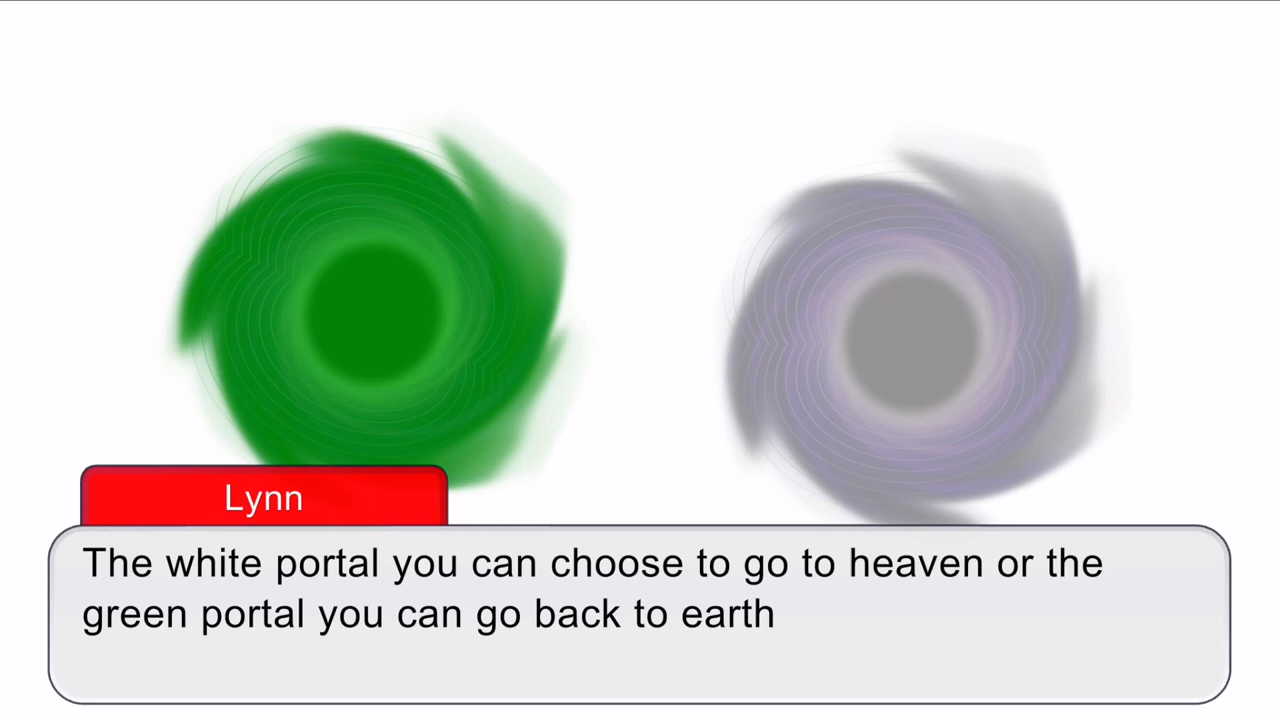 Lynn
The white portal you can choose to go to heaven or the
green portal you can go back to earth